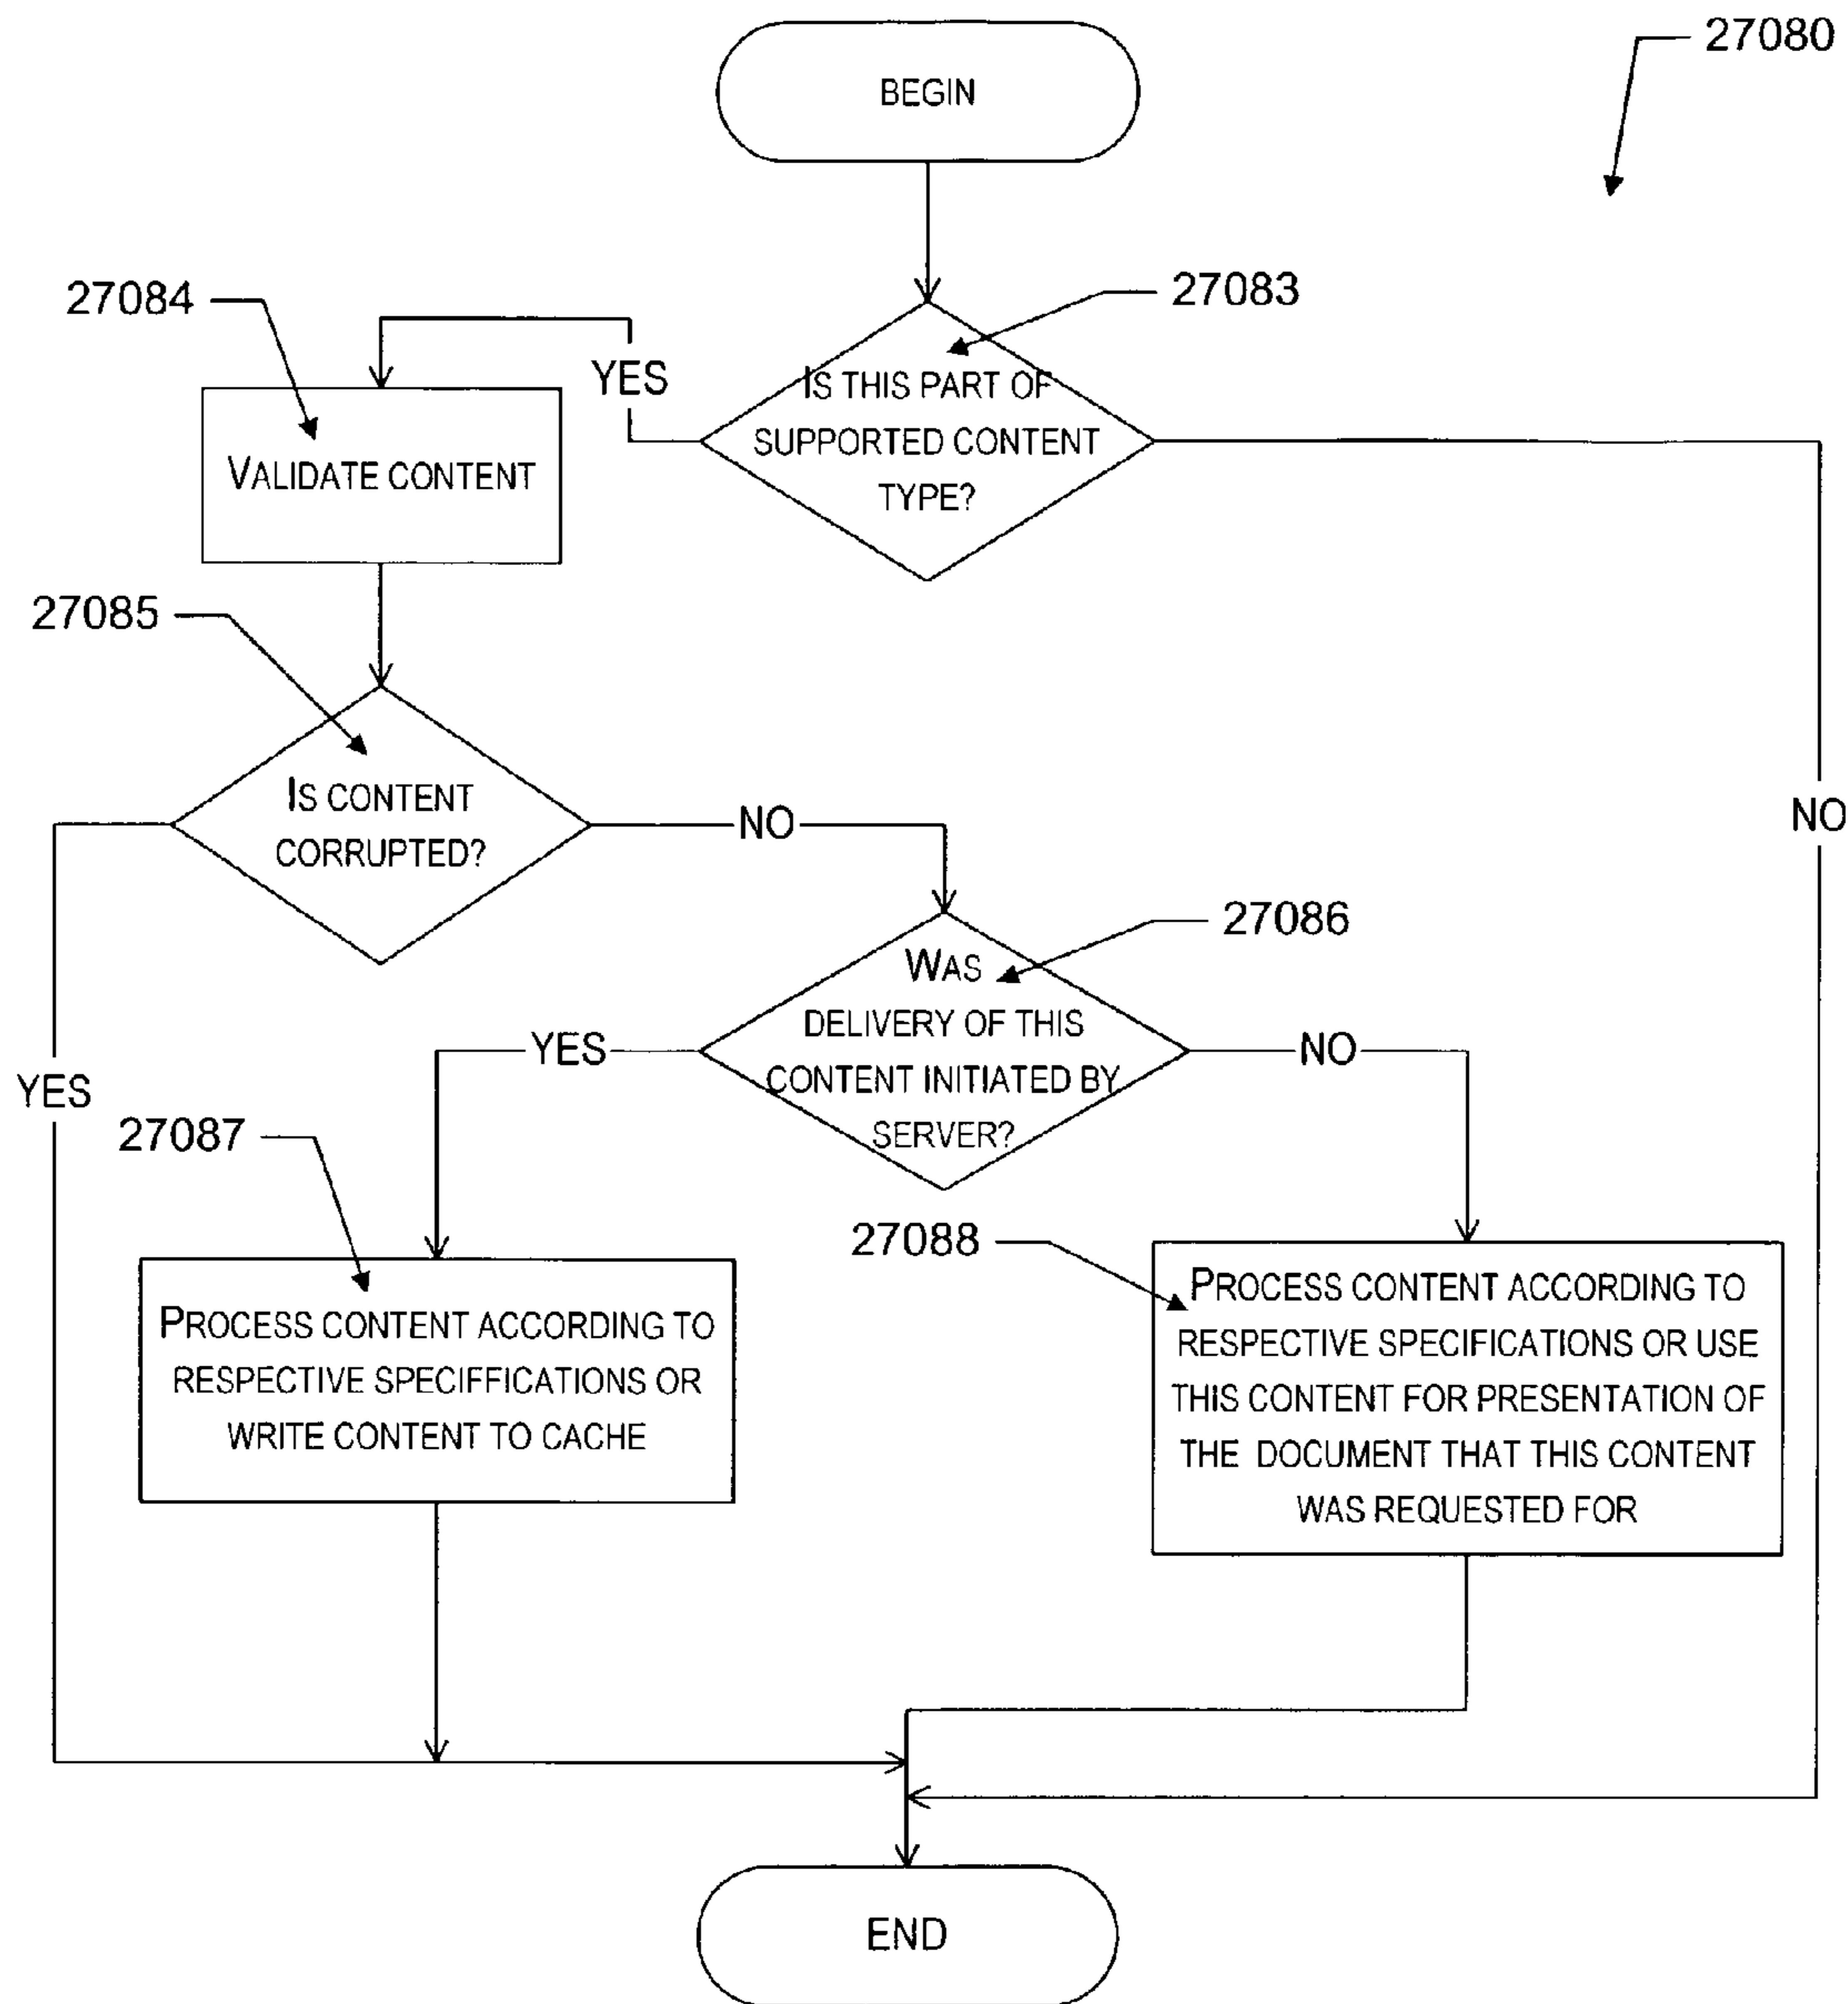 27080
BEGIN
27083
27084
YES
IS THIS PART OF
SUPPORTED CONTENT
TYPE?
VALIDATE CONTENT
27085
IS CONTENT
CORRUPTED?
NO
NO
27086
WAS
DELIVERY OF THIS
CONTENT INITIATED BY
SERVER?
YES
NO
YES
27087
27088
PROCESS CONTENT ACCORDING TO
RESPECTIVE SPECIFFICATIONS OR
WRITE CONTENT TO CACHE
PROCESS CONTENT ACCORDING TO
RESPECTIVE SPECIFICATIONS OR USE
THIS CONTENT FOR PRESENTATION OF
THE DOCUMENT THAT THIS CONTENT
WAS REQUESTED FOR
END